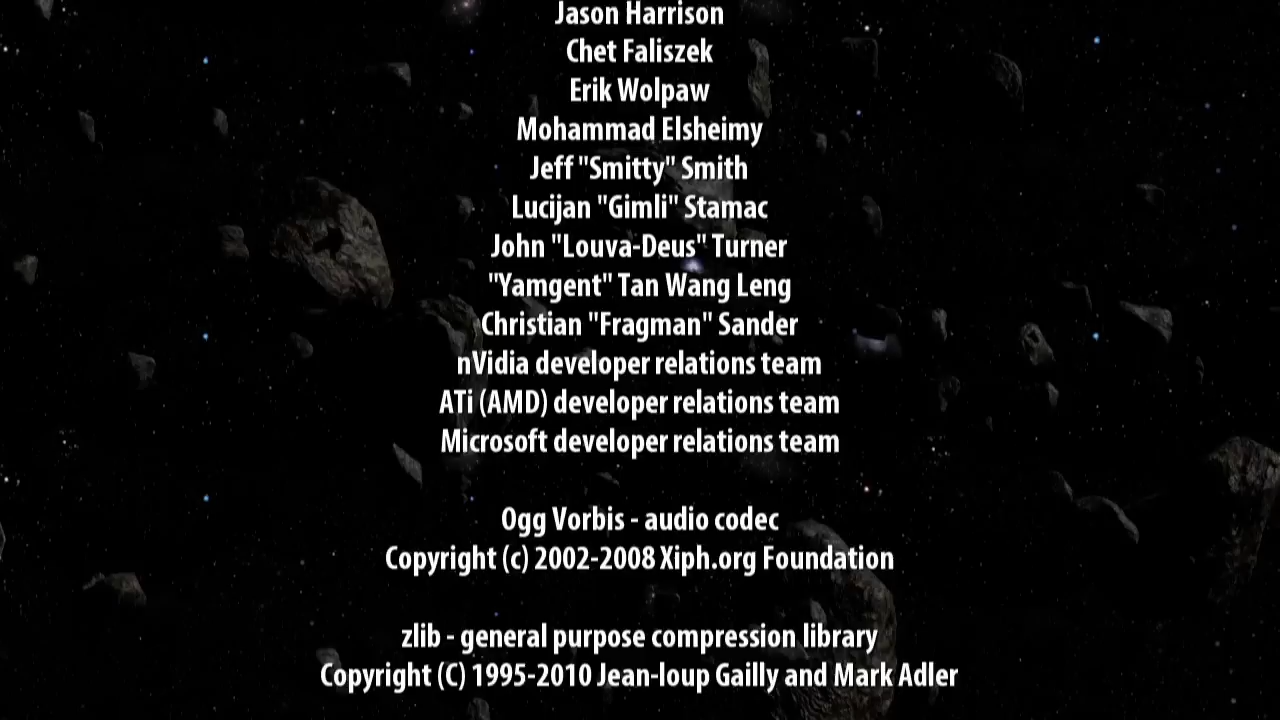 Jason Harrison
Chet Faliszek
Erik Wolpaw
Mohammad Elsheimy
Jeff "Smitty" Smith
Lucijan "Gimli" Stamac
John "Louva-Deus" Turner
"Yamgent" Tan Wang Leng
Christian "Fragman" Sander
nVidia developer relations team
ATi (AMD) developer relations team
Microsoft developer relations team
Ogg Vorbis - audio codec
Copyright (c) 2002-2008 Xiph.org Foundation
zlib - general purpose compression library
Copyright (C) 1995-2010 Jean-loup Gailly and Mark Adler